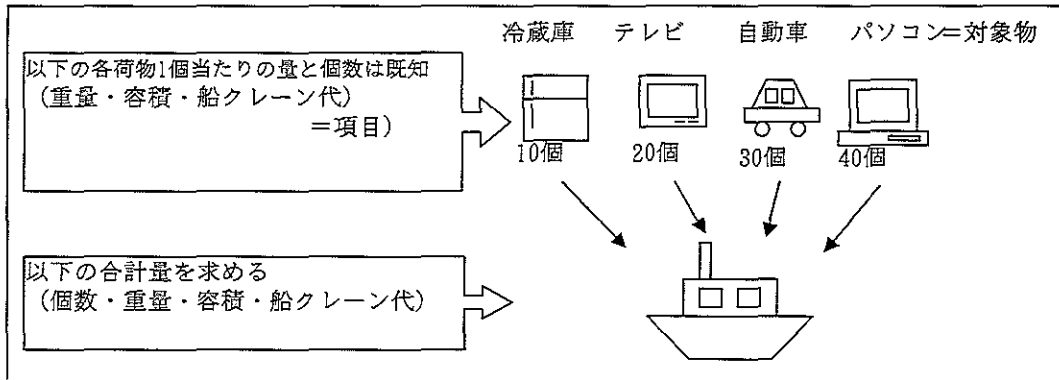 冷蔵庫 テレビ 自動車 パソコン=対象物
以下の各荷物1個当たりの量と個数は既知
(重量・容積・船クレーン代)
=項目)
10個 20個 30個 40個
以下の合計量を求める
(個数・重量・容積・船クレーン代)